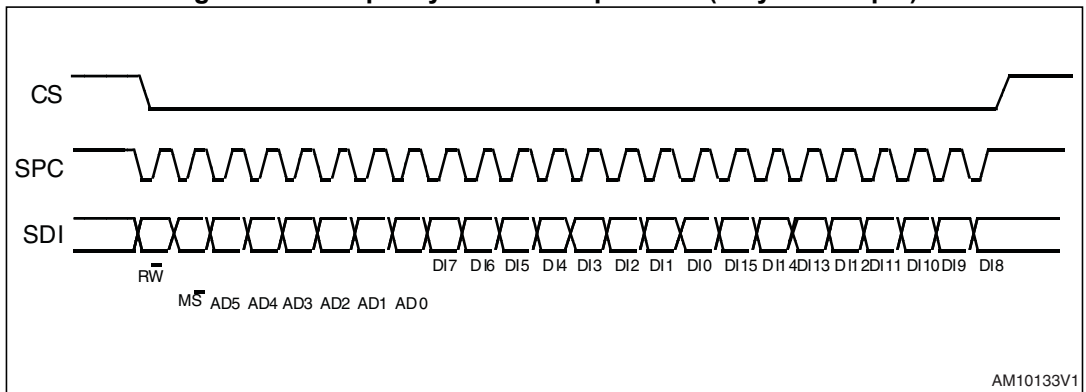 CS
SPC
SDI
DI7 DI6 DI5 DI4 DI3 DI2 DI1 DI0 DI15 DI14 DI13 DI12 DI11 DI10 DI9 DI8
RW
MS AD5 AD4 AD3 AD2 AD1 AD0
AM10133V1